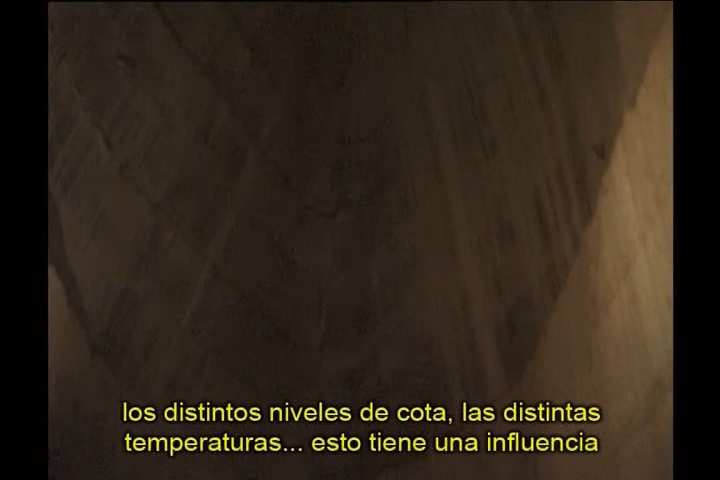 los distintos niveles de cota, las distintas
temperaturas... esto tiene una influencia